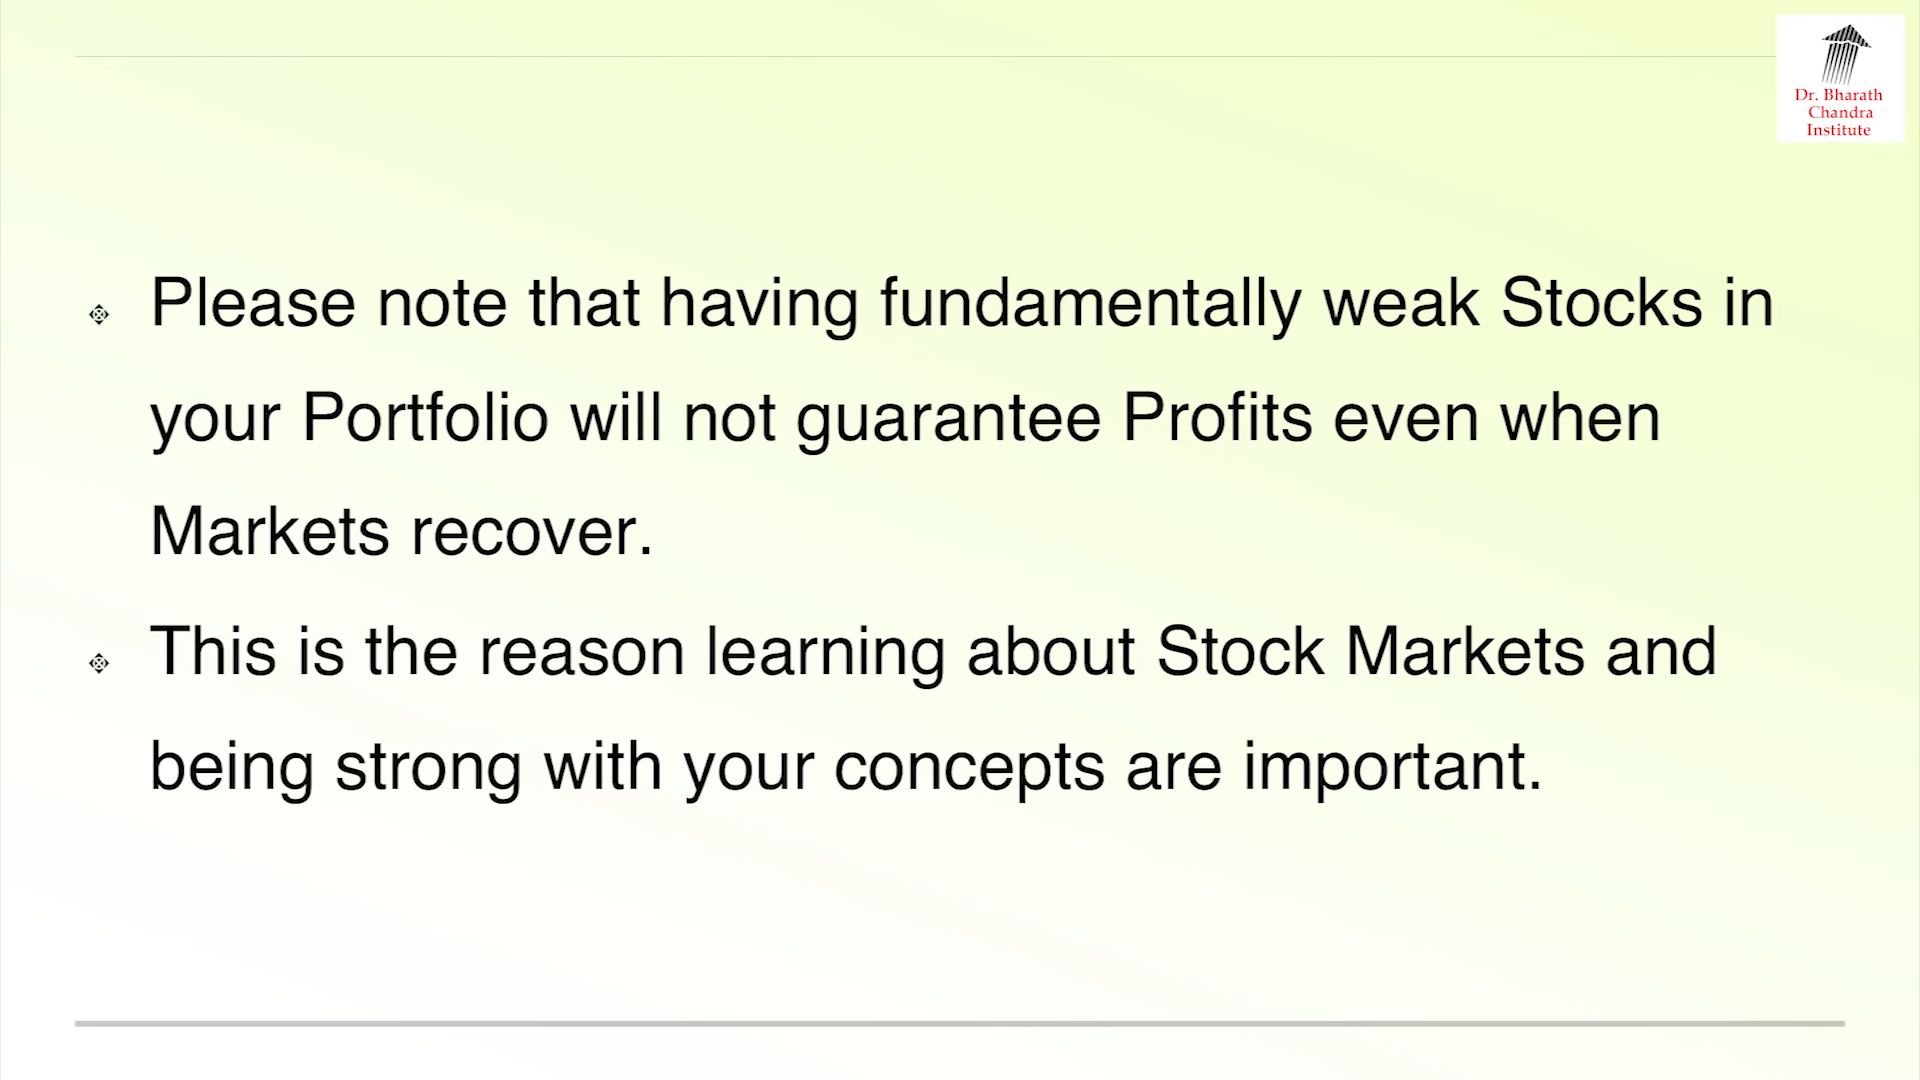 Dr. Bharath
Chandra
Institute
Please note that having fundamentally weak Stocks in
your Portfolio will not guarantee Profits even when
Markets recover.
This is the reason learning about Stock Markets and
being strong with your concepts are important.